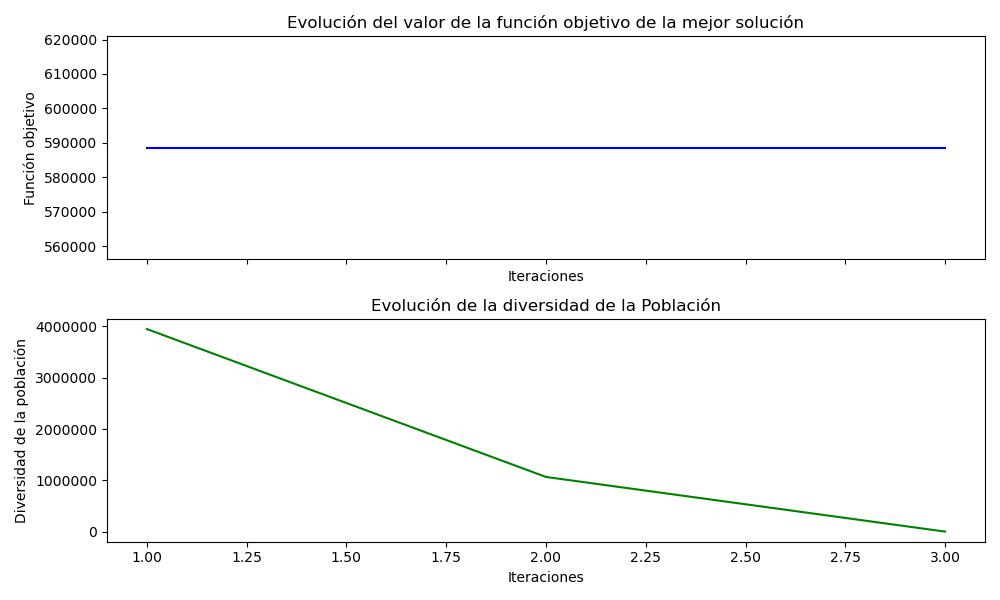 Evolución del valor de la función objetivo de la mejor solución
620000
610000
600000
590000
580000
570000
560000
Función objetivo
Iteraciones
Evolución de la diversidad de la Población
4000000
3000000
2000000
1000000
0
Diversidad de la población
1.00 1.25 1.50 1.75 2.00 2.25 2.50 2.75 3.00
Iteraciones